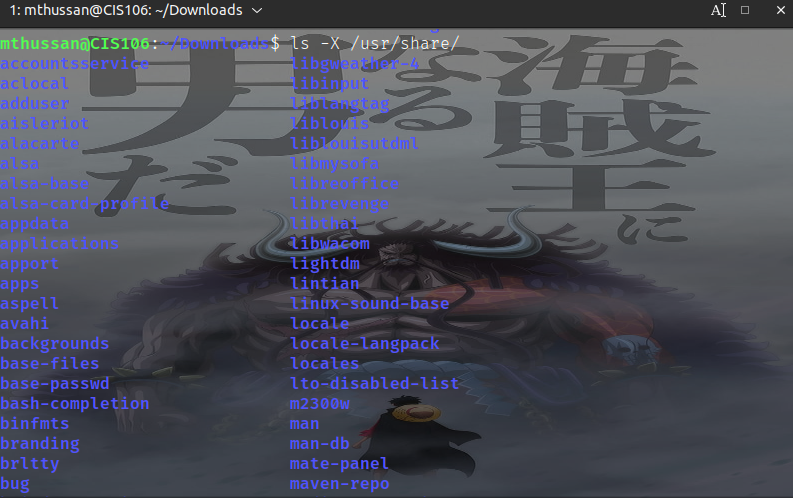 1: mthussan@CIS106: ~/Downloads
mthussan@CIS106:~/Downloads$ ls -X /usr/share/
accountsservice libgweather-4
aclocal libinput
adduser liblangtag
aisleriot liblouis
alacarte liblouisutdml
alsa libmysofa
alsa-base libreoffice
alsa-card-profile librevenge
appdata libthai
applications libwacom
apport lightdm
apps lintian
aspell linux-sound-base
avahi locale
backgrounds locale-langpack
base-files locales
base-passwd lto-disabled-list
bash-completion m2300w
binfmts man
branding man-db
brltty mate-panel
bug maven-repo
海賊王に
なる
男だ